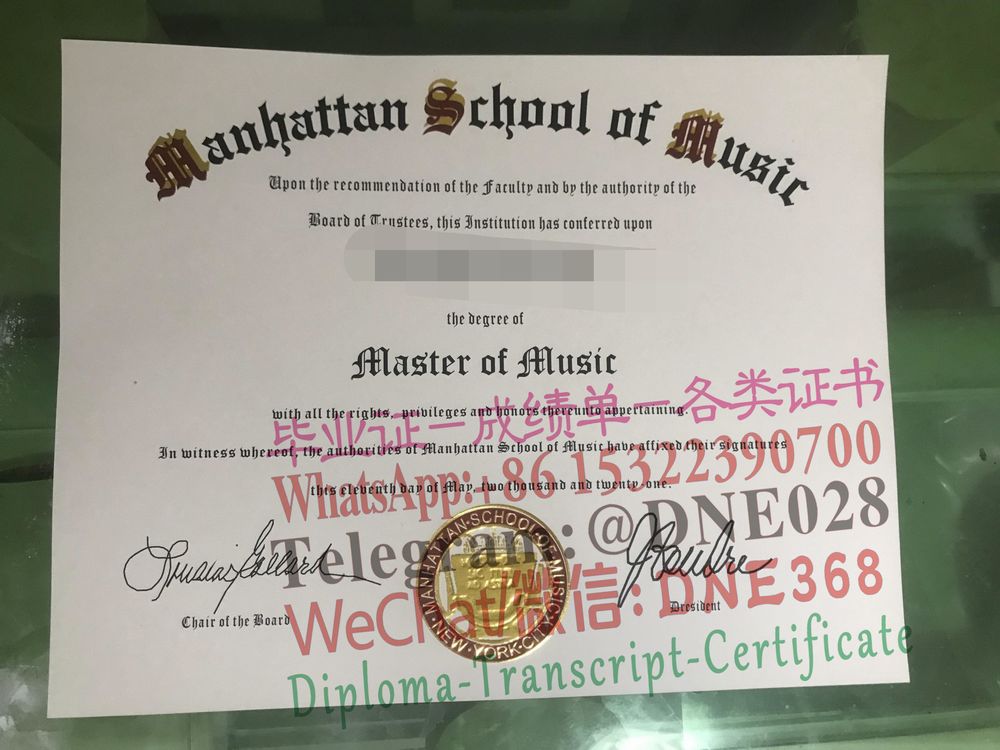 Manhattan School of Music
Upon the recommendation of the Faculty and by the authority of the
Board of Trustees, this Institution has conferred upon
the degree of
Master of Music
with all the rights, privileges and honors thereunto appertaining.
毕业证－成绩单－各类证书
In witness whereof, the authorities of Manhattan School of Music have affixed their signatures
WhatsApp:+86 15322390700
this eleventh day of May, two thousand and twenty-one.
Telegram:@DNE028
MANHATTAN·SCHOOL·OF·MUSIC
NEW·YORK·CITY
WeChat/微信:DNE368
Chair of the Board
President
Diploma-Transcript-Certificate